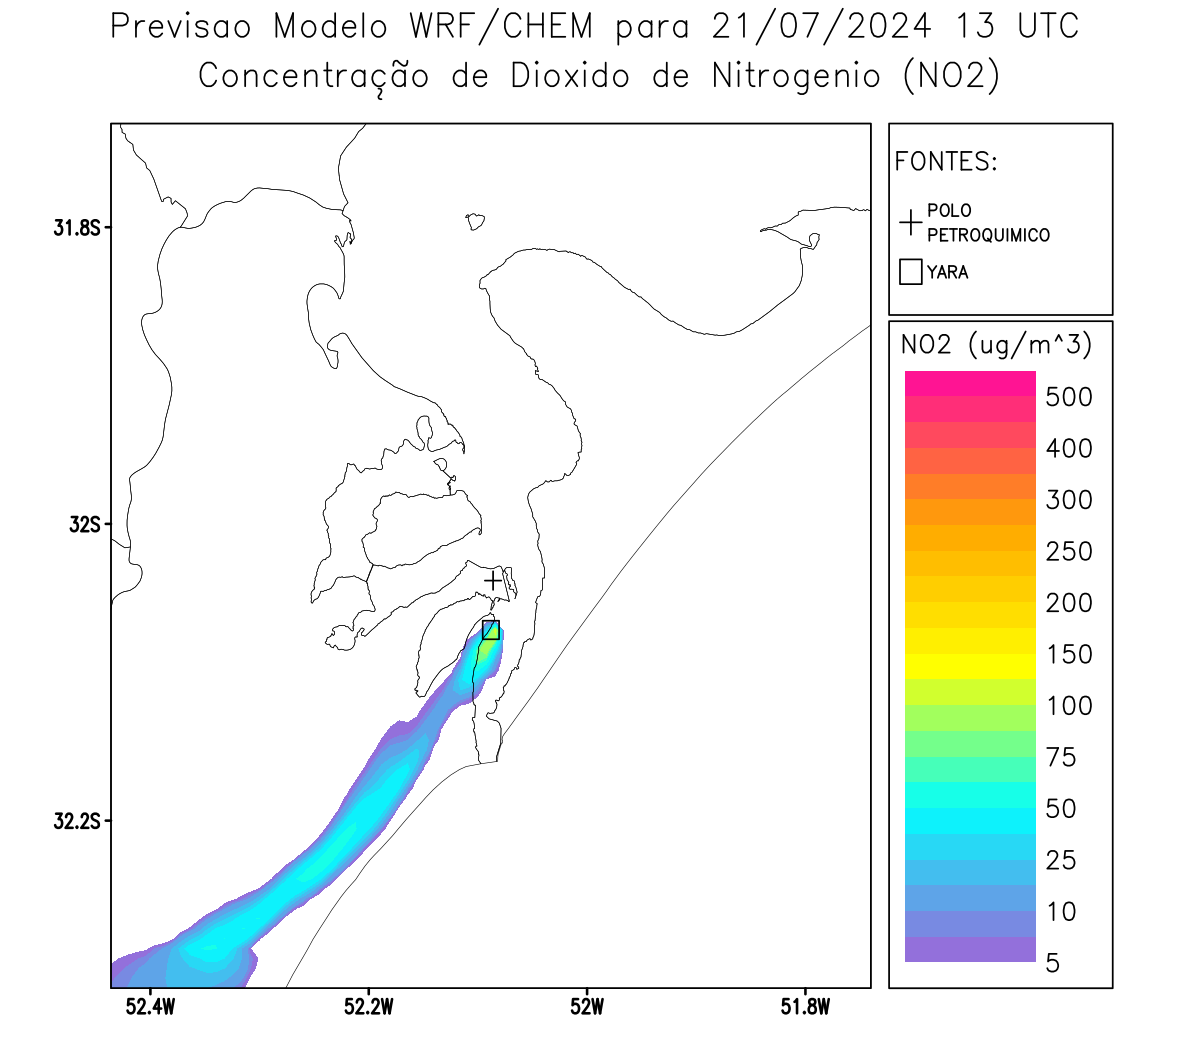 Previsao Modelo WRF/CHEM para 21/07/2024 13 UTC
Concentração de Dioxido de Nitrogenio (NO2)
FONTES:
POLO
PETROQUIMICO
YARA
NO2 (ug/m^3)
500
400
300
250
200
150
100
75
50
25
10
5
31.8S
32S
32.2S
52.4W
52.2W
52W
51.8W